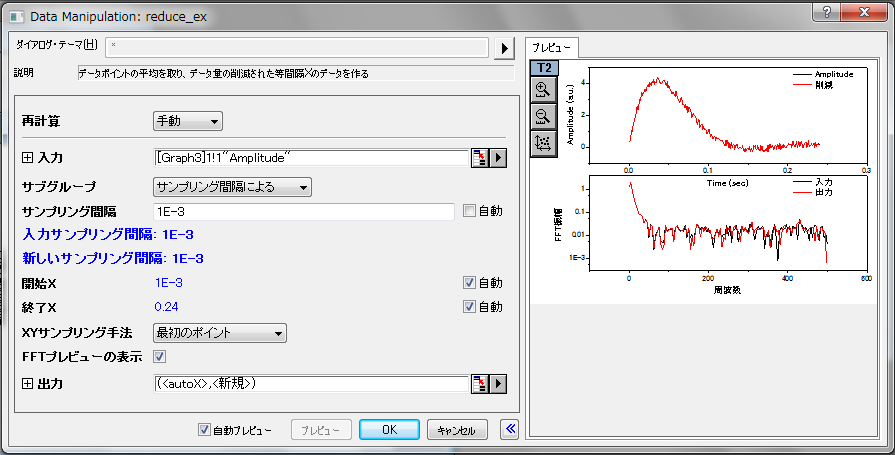 Data Manipulation: reduce_ex
ダイアログ・テーマ(H) *
説明 データポイントの平均を取り、データ量の削減された等間隔Xのデータを作る
再計算 手動
入力 [Graph3]1!1"Amplitude"
サブグループ サンプリング間隔による
サンプリング間隔 1E-3 自動
入力サンプリング間隔: 1E-3
新しいサンプリング間隔: 1E-3
開始X 1E-3 自動
終了X 0.24 自動
XYサンプリング手法 最初のポイント
FFTプレビューの表示
出力 (<autoX>,<新規>)
自動プレビュー プレビュー OK キャンセル
プレビュー
T2
Amplitude
削減
Amplitude (a.u.)
4
2
0
0.0 0.1 0.2 0.3
Time (sec)
入力
出力
FFT振幅
1
0.1
0.01
1E-3
0 200 400 600
周波数